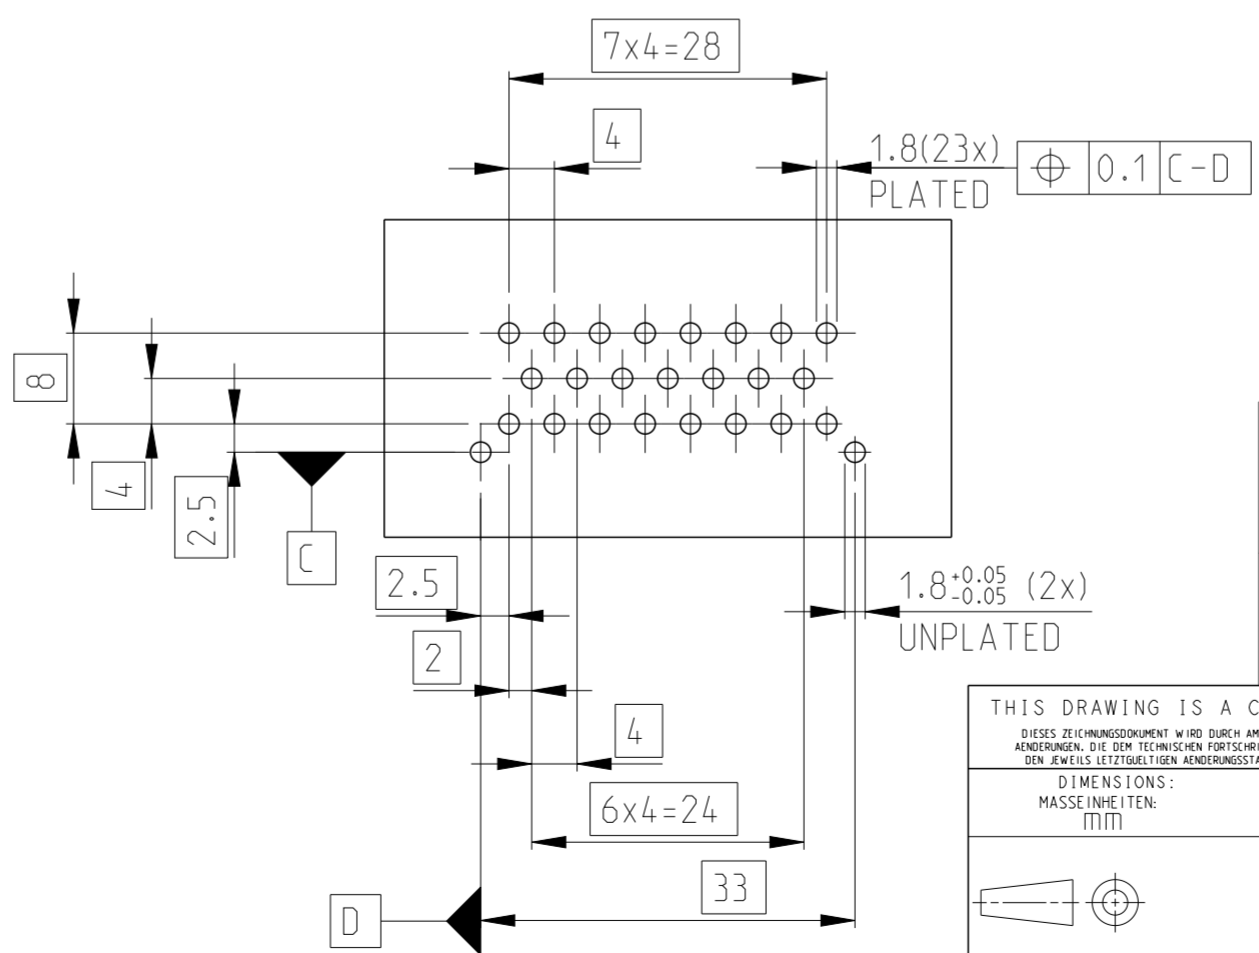 7x4=28
4
1.8(23x)
PLATED
0.1 C-D
8
4
2.5
C
2.5
2
4
6x4=24
33
D
1.8 +0.05 -0.05 (2x)
UNPLATED
THIS DRAWING IS A C
DIESES ZEICHNUNGSDOKUMENT WIRD DURCH AM
AENDERUNGEN, DIE DEM TECHNISCHEN FORTSCHRI
DEN JEWEILS LETZTGUELTIGEN AENDERUNGSSTA
DIMENSIONS:
MASSEINHEITEN:
mm